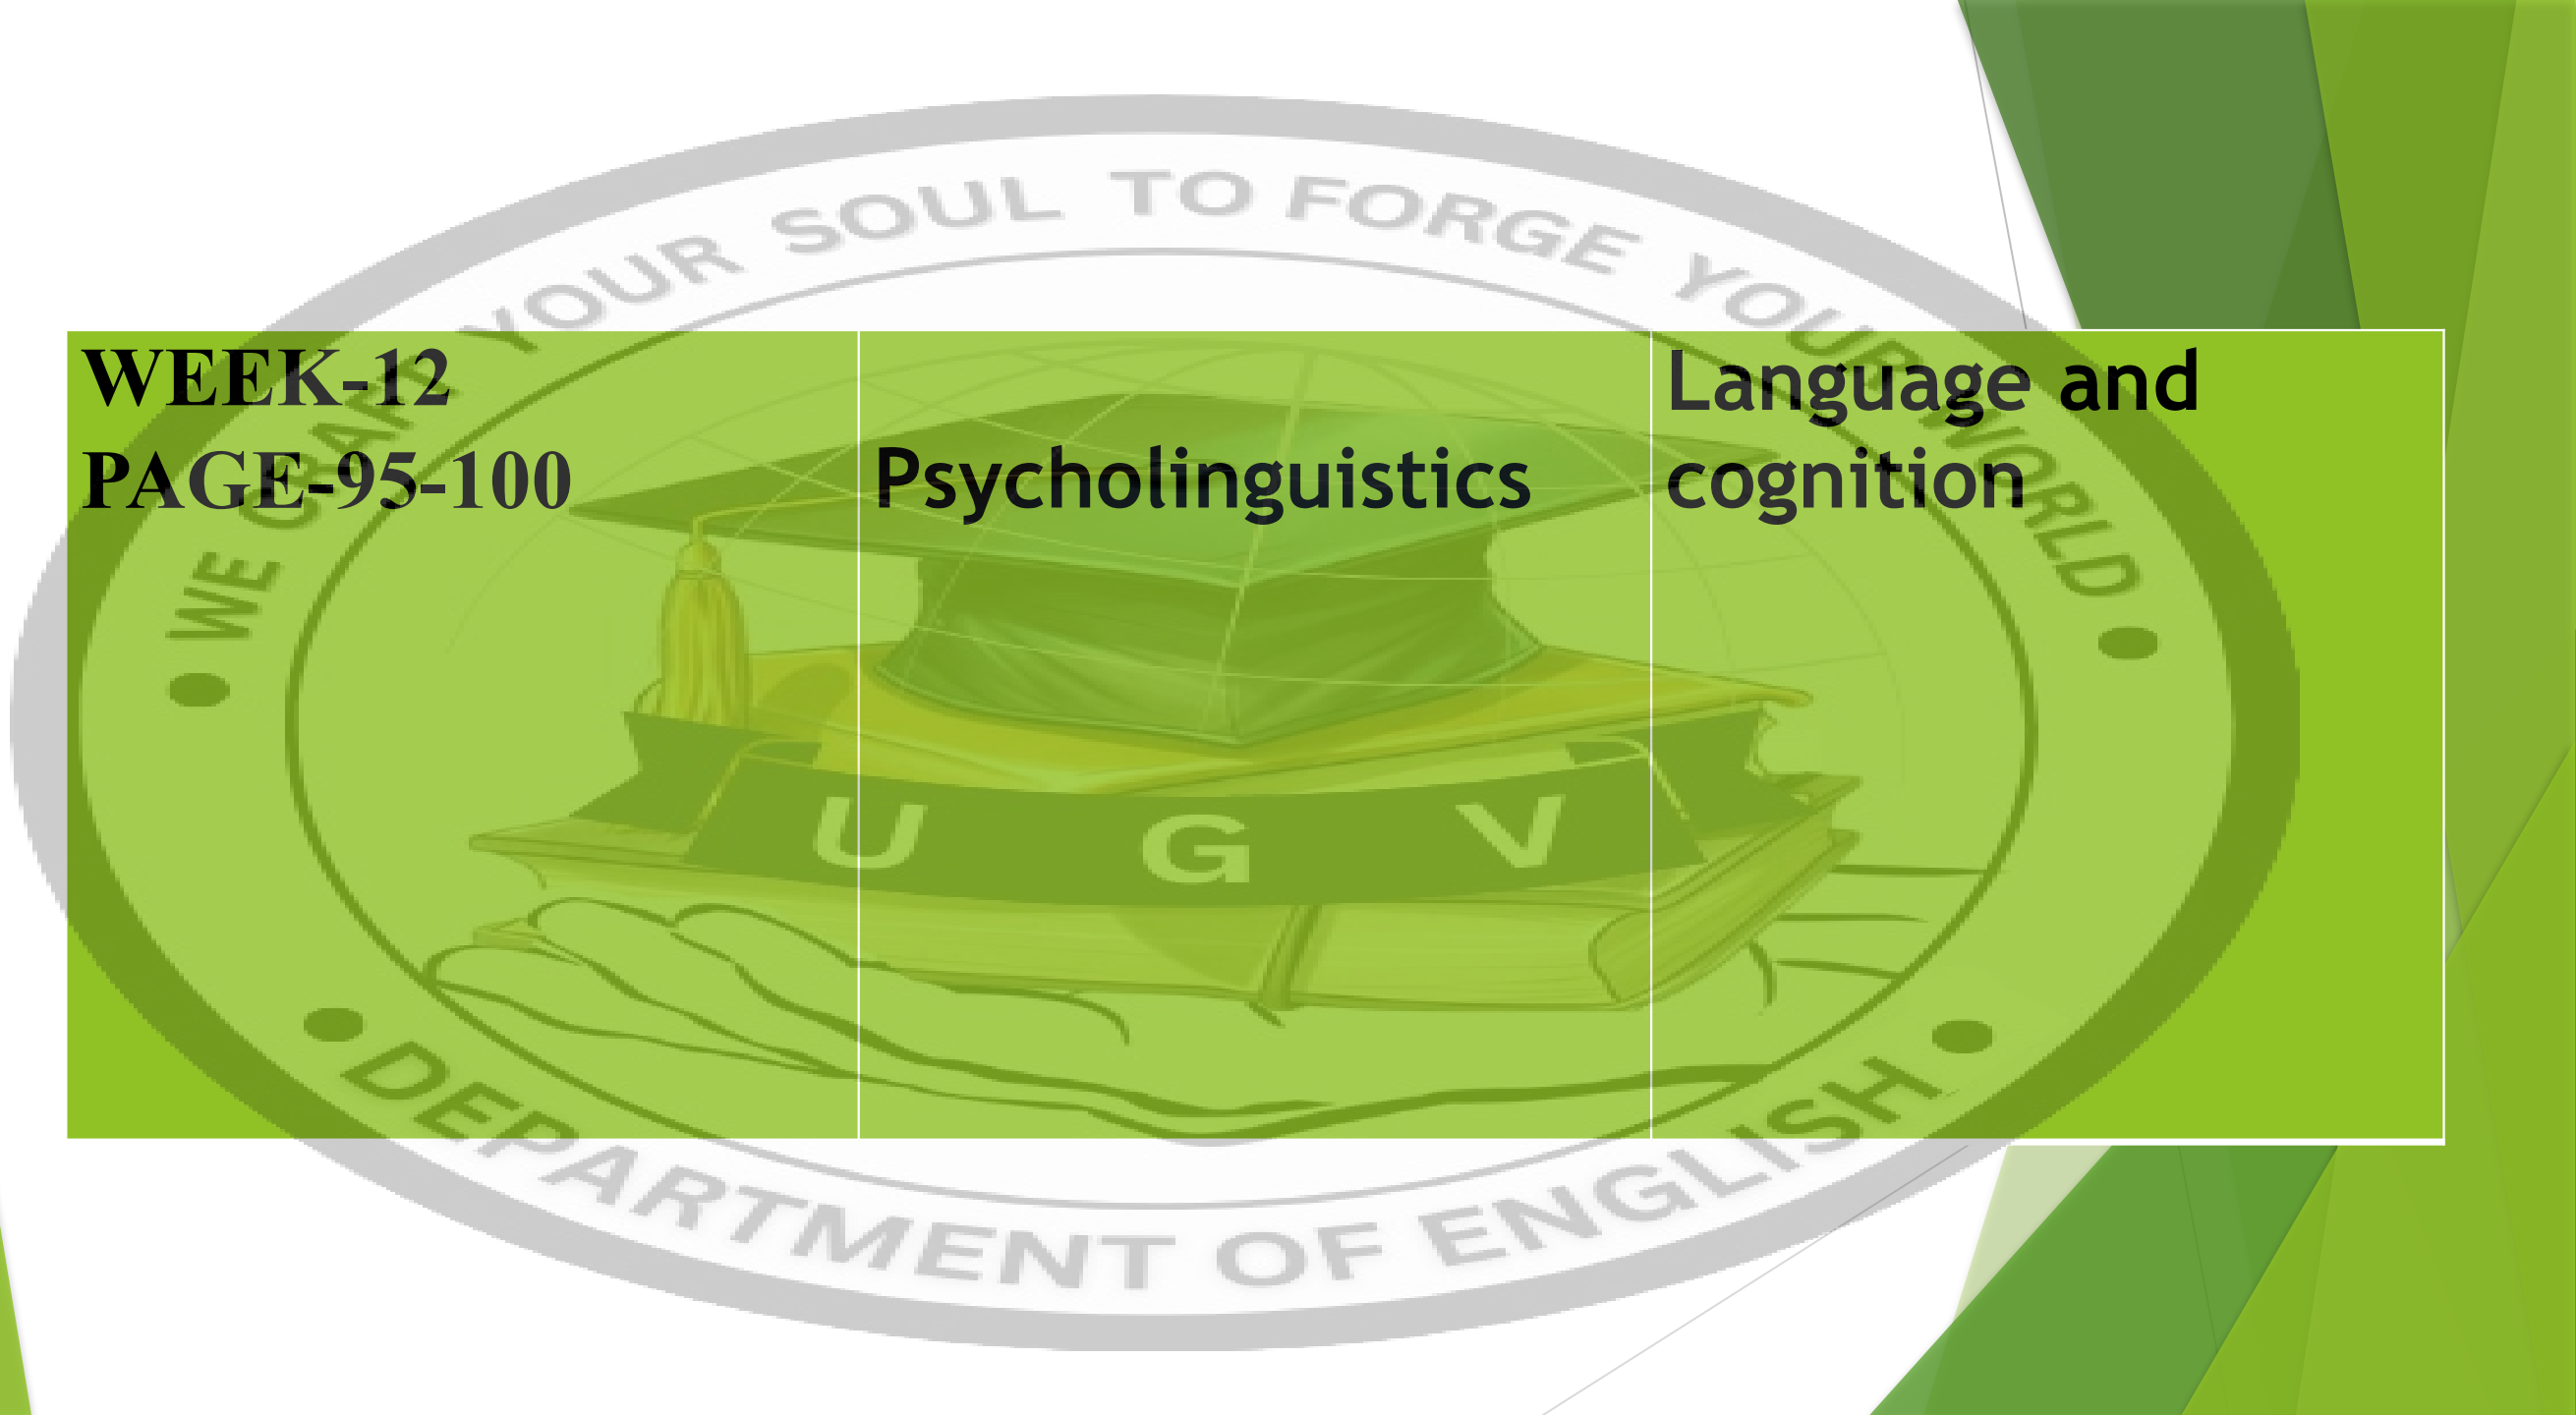 WE CRAFT YOUR SOUL TO FORGE YOUR WORLD
WEEK-12
PAGE-95-100
Psycholinguistics
Language and
cognition
U G V
DEPARTMENT OF ENGLISH